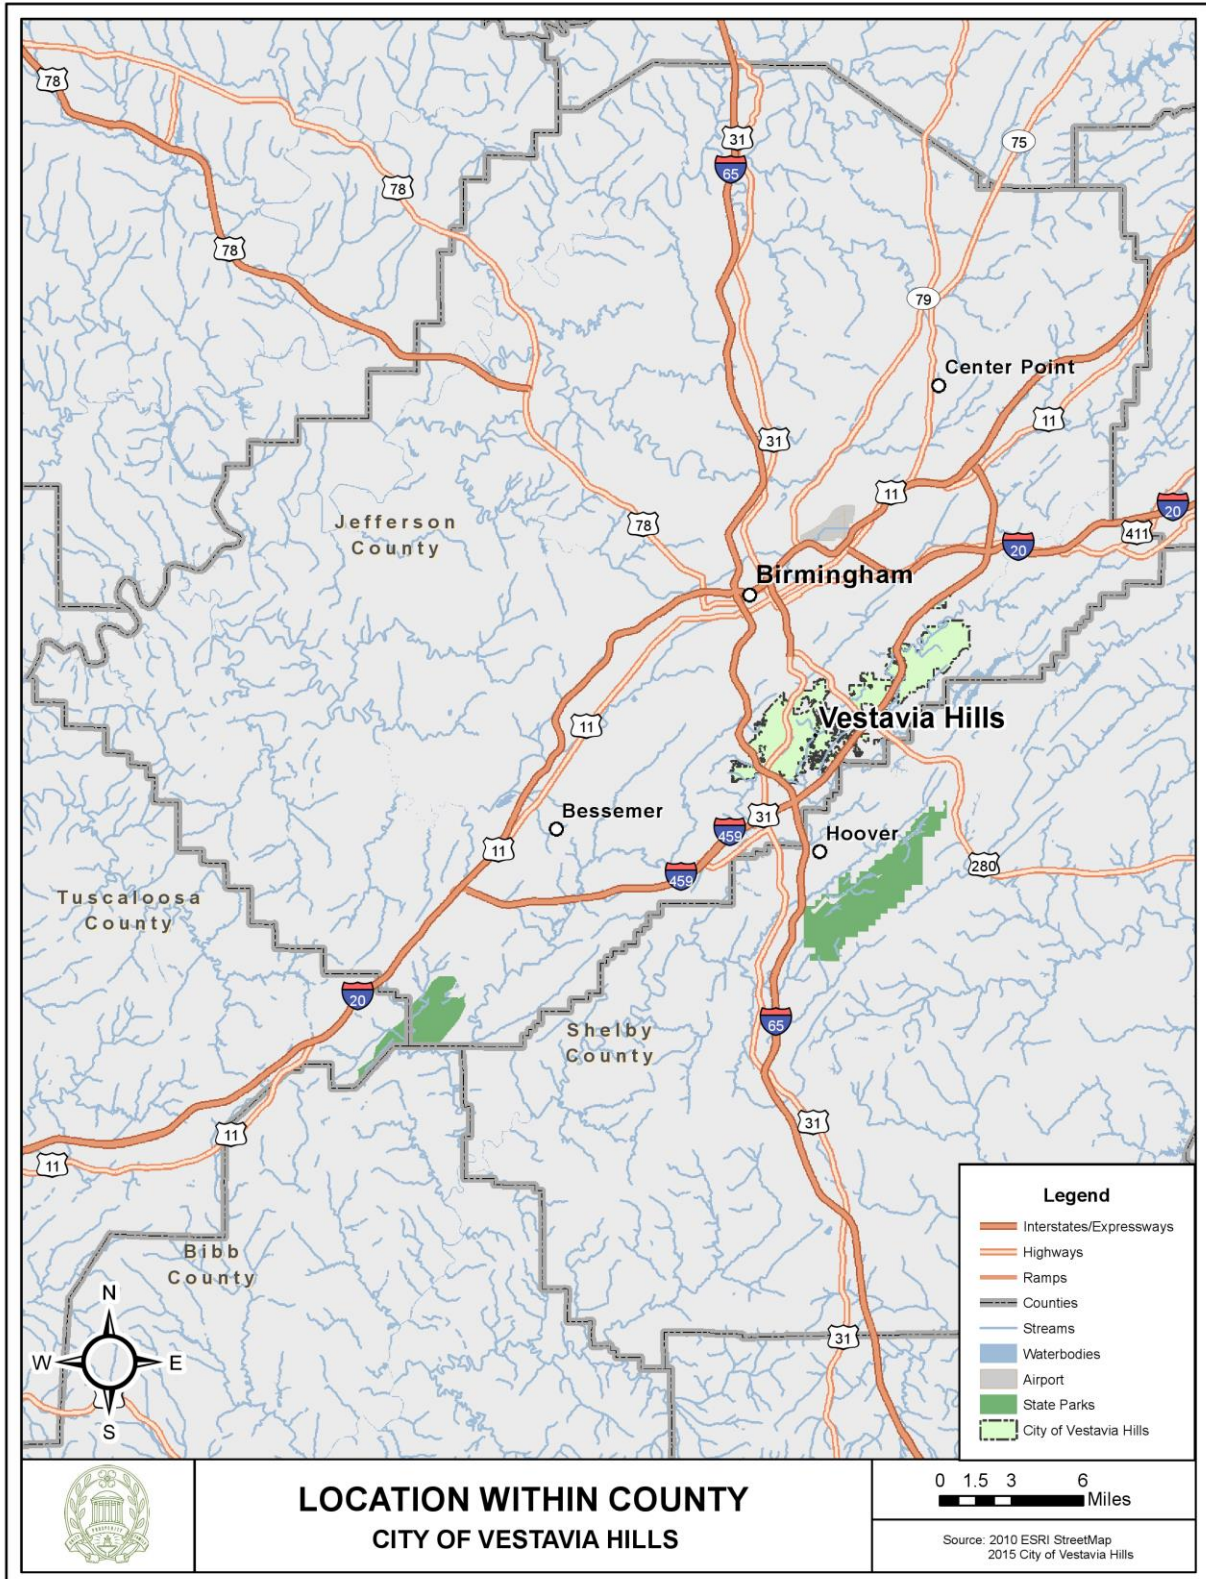 78
31
75
65
78
78
79
Center Point
11
31
11
20
78
411
Jefferson
County
20
Birmingham
Vestavia Hills
11
Bessemer
31
459
Hoover
11
280
459
Tuscaloosa
County
20
65
Shelby
County
31
11
11
Bibb
County
31
N
W
E
S
Legend
Interstates/Expressways
Highways
Ramps
Counties
Streams
Waterbodies
Airport
State Parks
City of Vestavia Hills
LOCATION WITHIN COUNTY
CITY OF VESTAVIA HILLS
0 1.5 3 6
Miles
Source: 2010 ESRI StreetMap
2015 City of Vestavia Hills